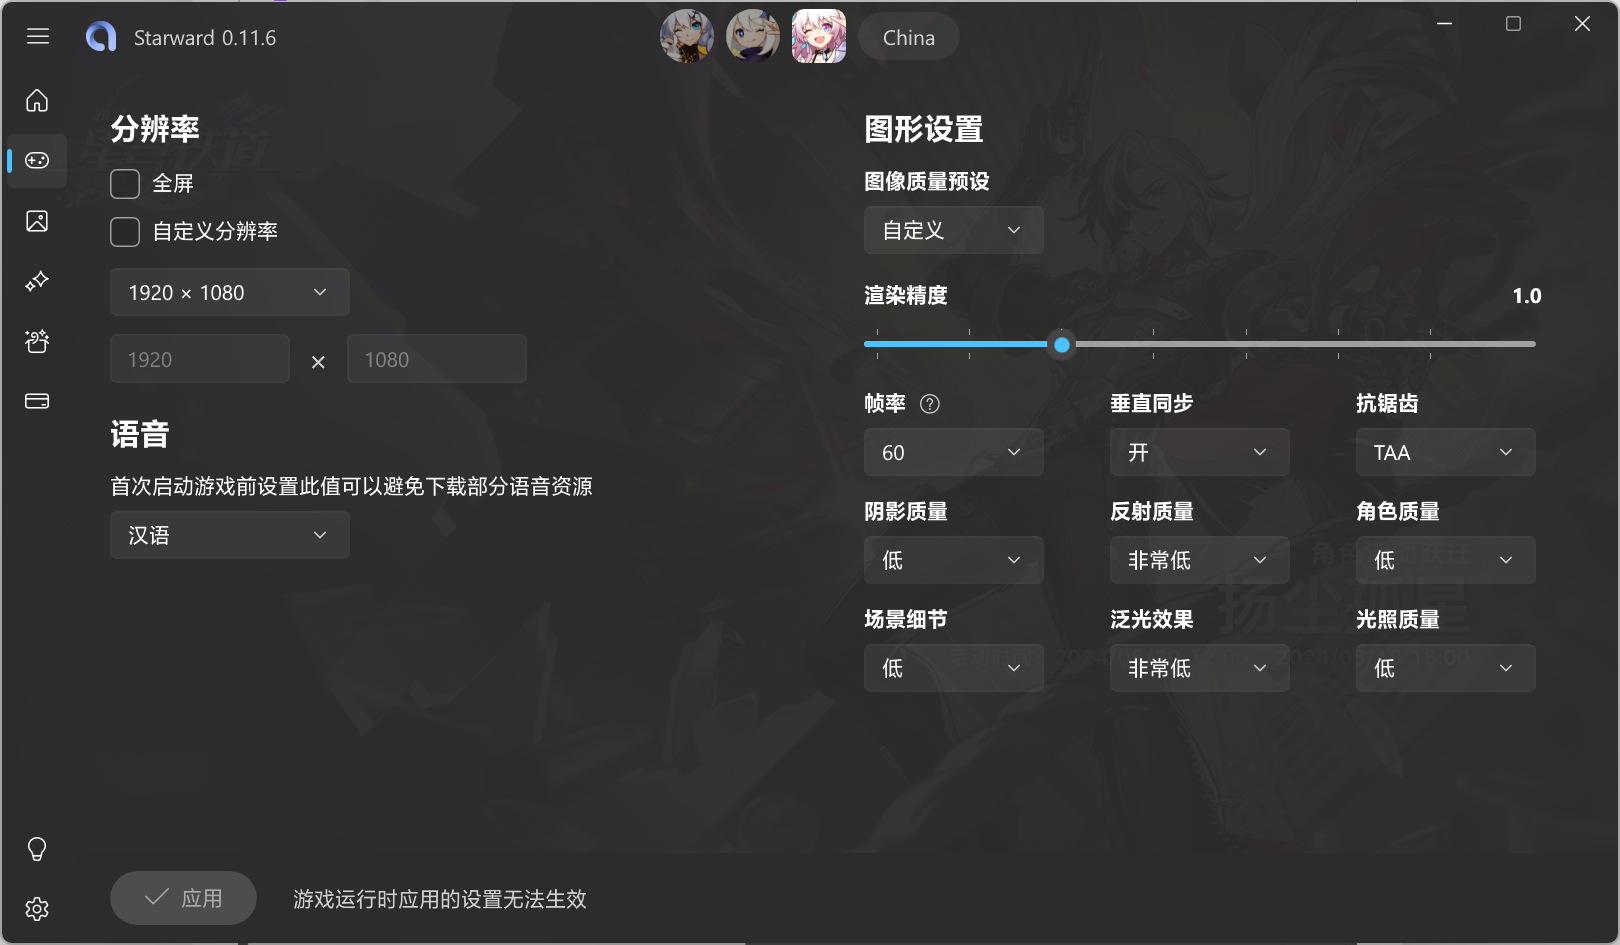 Starward 0.11.6
China
分辨率
全屏
自定义分辨率
1920 × 1080
1920 × 1080
语音
首次启动游戏前设置此值可以避免下载部分语音资源
汉语
图形设置
图像质量预设
自定义
渲染精度 1.0
帧率 垂直同步 抗锯齿
60 开 TAA
阴影质量 反射质量 角色质量
低 非常低 低
场景细节 泛光效果 光照质量
低 非常低 低
应用 游戏运行时应用的设置无法生效